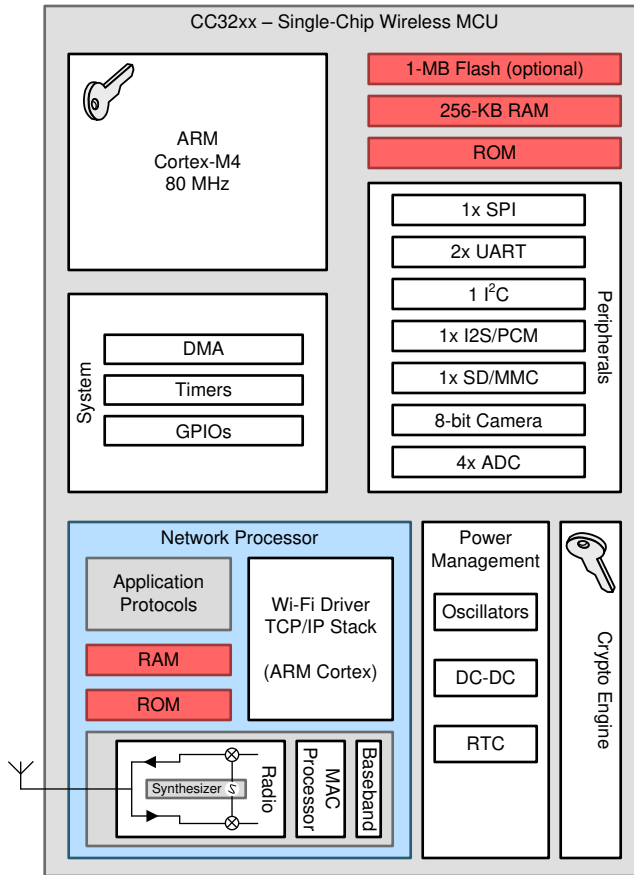 CC32xx – Single-Chip Wireless MCU
ARM
Cortex-M4
80 MHz
1-MB Flash (optional)
256-KB RAM
ROM
1x SPI
2x UART
1 I²C
1x I2S/PCM
1x SD/MMC
8-bit Camera
4x ADC
Peripherals
System
DMA
Timers
GPIOs
Network Processor
Application
Protocols
RAM
ROM
Wi-Fi Driver
TCP/IP Stack
(ARM Cortex)
Synthesizer
Radio
MAC
Processor
Baseband
Power
Management
Oscillators
DC-DC
RTC
Crypto Engine